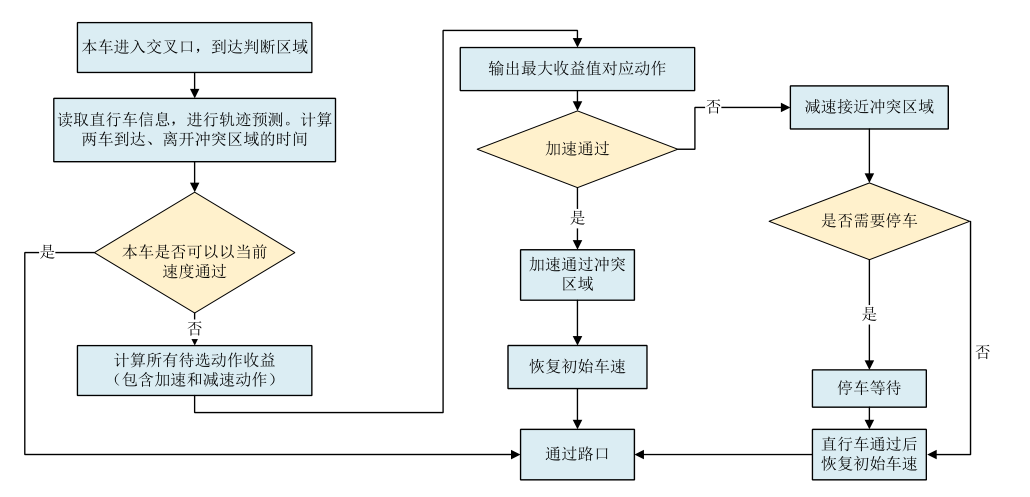 本车进入交叉口，到达判断区域
读取直行车信息，进行轨迹预测。计算
两车到达、离开冲突区域的时间
是
本车是否可以以当前
速度通过
否
计算所有待选动作收益
（包含加速和减速动作）
输出最大收益值对应动作
加速通过
否
是
加速通过冲突
区域
恢复初始车速
通过路口
减速接近冲突区域
是否需要停车
是
否
停车等待
直行车通过后
恢复初始车速